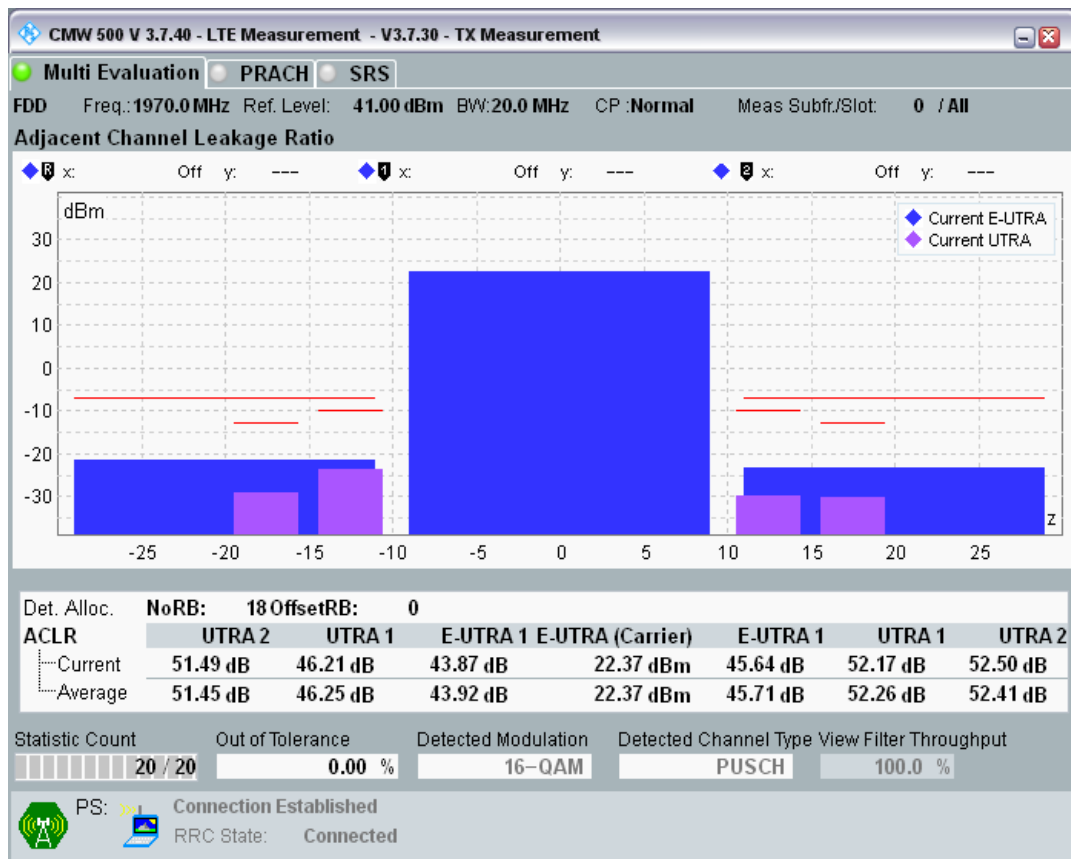 CMW 500 V 3.7.40 - LTE Measurement - V3.7.30 - TX Measurement
Multi Evaluation PRACH SRS
FDD Freq.:1970.0 MHz Ref. Level: 41.00 dBm BW:20.0 MHz CP :Normal Meas Subfr./Slot: 0 / All
Adjacent Channel Leakage Ratio
R x: Off y: --- 1 x: Off y: --- 2 x: Off y: ---
dBm
Current E-UTRA
Current UTRA
30
20
10
0
-10
-20
-30
z
-25 -20 -15 -10 -5 0 5 10 15 20 25
Det. Alloc. NoRB: 18 OffsetRB: 0
ACLR UTRA 2 UTRA 1 E-UTRA 1 E-UTRA (Carrier) E-UTRA 1 UTRA 1 UTRA 2
Current 51.49 dB 46.21 dB 43.87 dB 22.37 dBm 45.64 dB 52.17 dB 52.50 dB
Average 51.45 dB 46.25 dB 43.92 dB 22.37 dBm 45.71 dB 52.26 dB 52.41 dB
Statistic Count Out of Tolerance Detected Modulation Detected Channel Type View Filter Throughput
20 / 20 0.00 % 16-QAM PUSCH 100.0 %
PS: Connection Established
RRC State: Connected